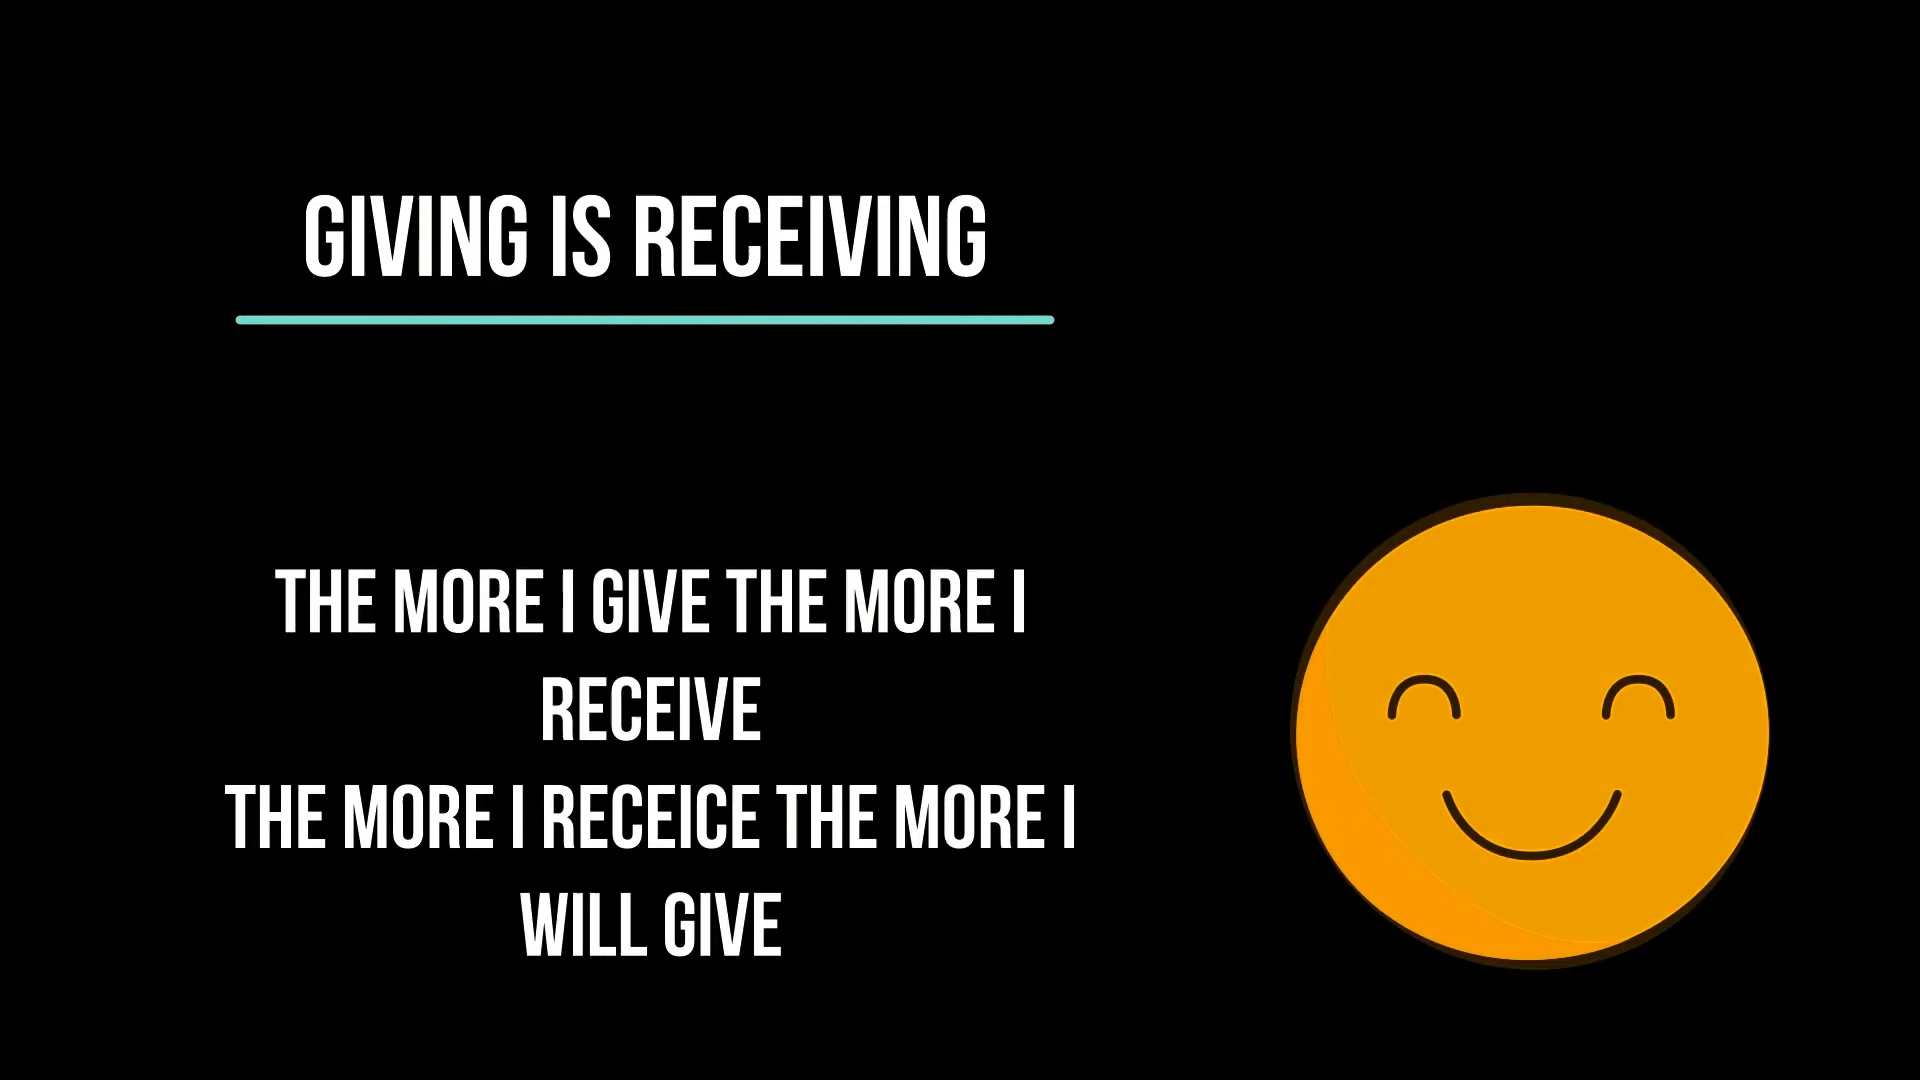 GIVING IS RECEIVING
THE MORE I GIVE THE MORE I
RECEIVE
THE MORE I RECEICE THE MORE I
WILL GIVE